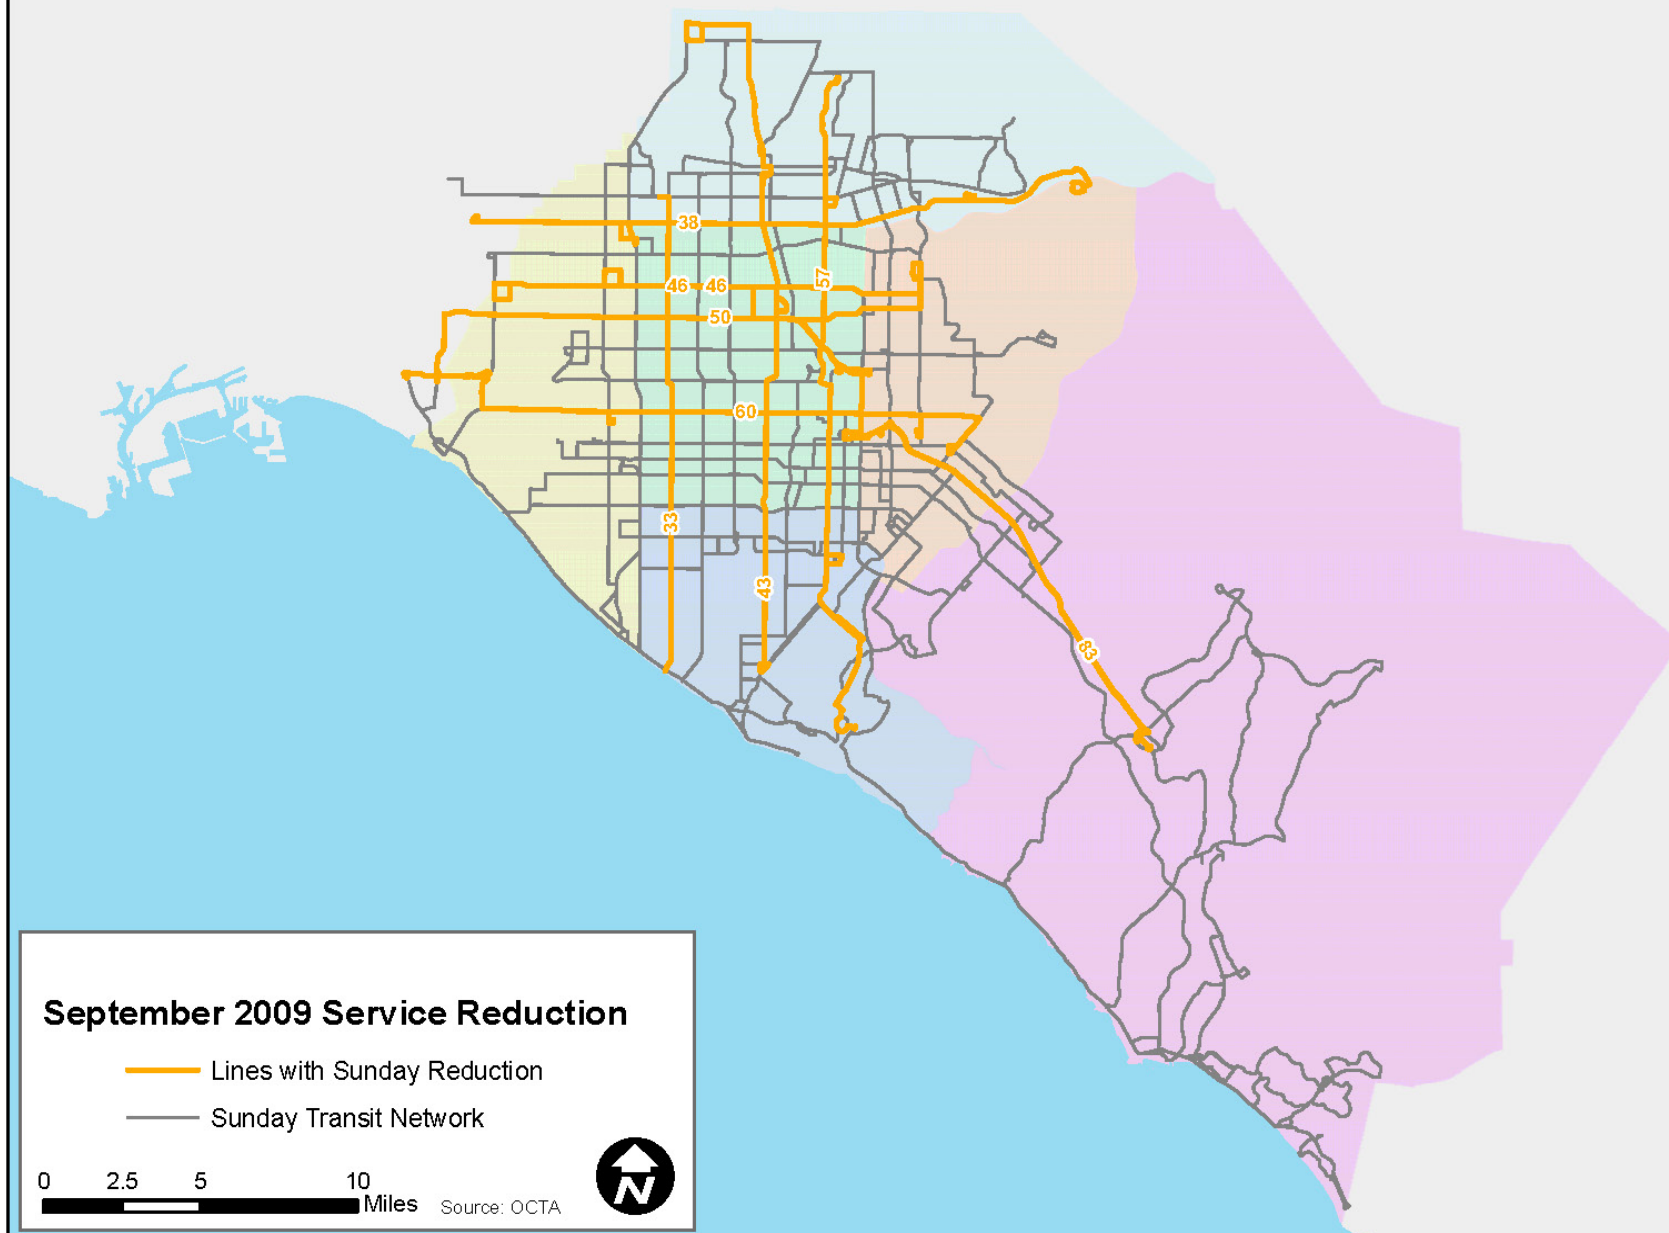 38
57
46 46
50
60
33
43
83
September 2009 Service Reduction
Lines with Sunday Reduction
Sunday Transit Network
0 2.5 5 10
Miles
Source: OCTA
N